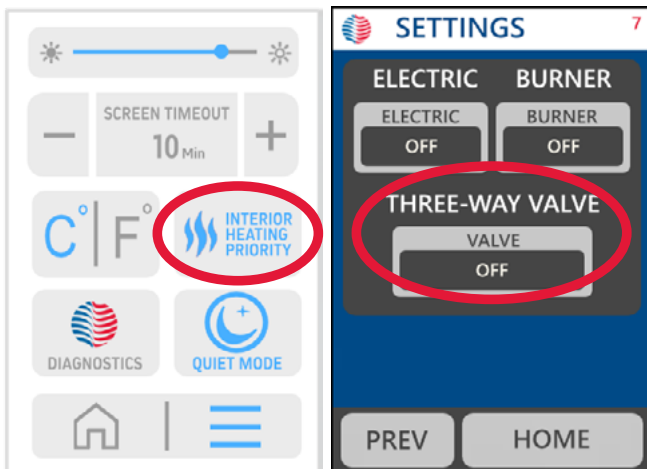 SCREEN TIMEOUT
− 10 Min +
C° | F°
INTERIOR
HEATING
PRIORITY
DIAGNOSTICS
QUIET MODE
SETTINGS 7
ELECTRIC BURNER
ELECTRIC BURNER
OFF OFF
THREE-WAY VALVE
VALVE
OFF
PREV HOME